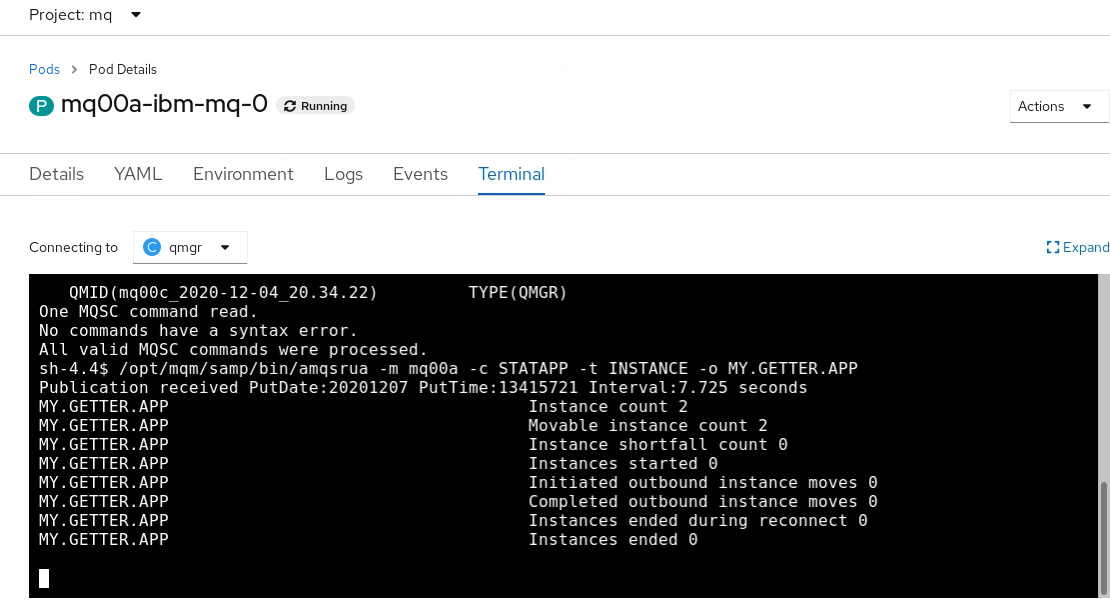 Project: mq
Pods > Pod Details
P mq00a-ibm-mq-0 Running
Actions
Details YAML Environment Logs Events Terminal
Connecting to C qmgr
Expand
QMID(mq00c_2020-12-04_20.34.22) TYPE(QMGR)
One MQSC command read.
No commands have a syntax error.
All valid MQSC commands were processed.
sh-4.4$ /opt/mqm/samp/bin/amqsrua -m mq00a -c STATAPP -t INSTANCE -o MY.GETTER.APP
Publication received PutDate:20201207 PutTime:13415721 Interval:7.725 seconds
MY.GETTER.APP Instance count 2
MY.GETTER.APP Movable instance count 2
MY.GETTER.APP Instance shortfall count 0
MY.GETTER.APP Instances started 0
MY.GETTER.APP Initiated outbound instance moves 0
MY.GETTER.APP Completed outbound instance moves 0
MY.GETTER.APP Instances ended during reconnect 0
MY.GETTER.APP Instances ended 0